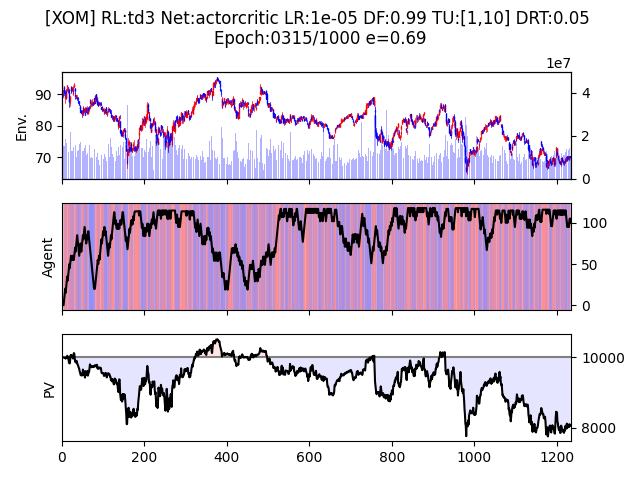 [XOM] RL:td3 Net:actorcritic LR:1e-05 DF:0.99 TU:[1,10] DRT:0.05
Epoch:0315/1000 e=0.69
1e7
Env.
90
80
70
4
2
0
Agent
100
50
0
PV
10000
8000
0 200 400 600 800 1000 1200